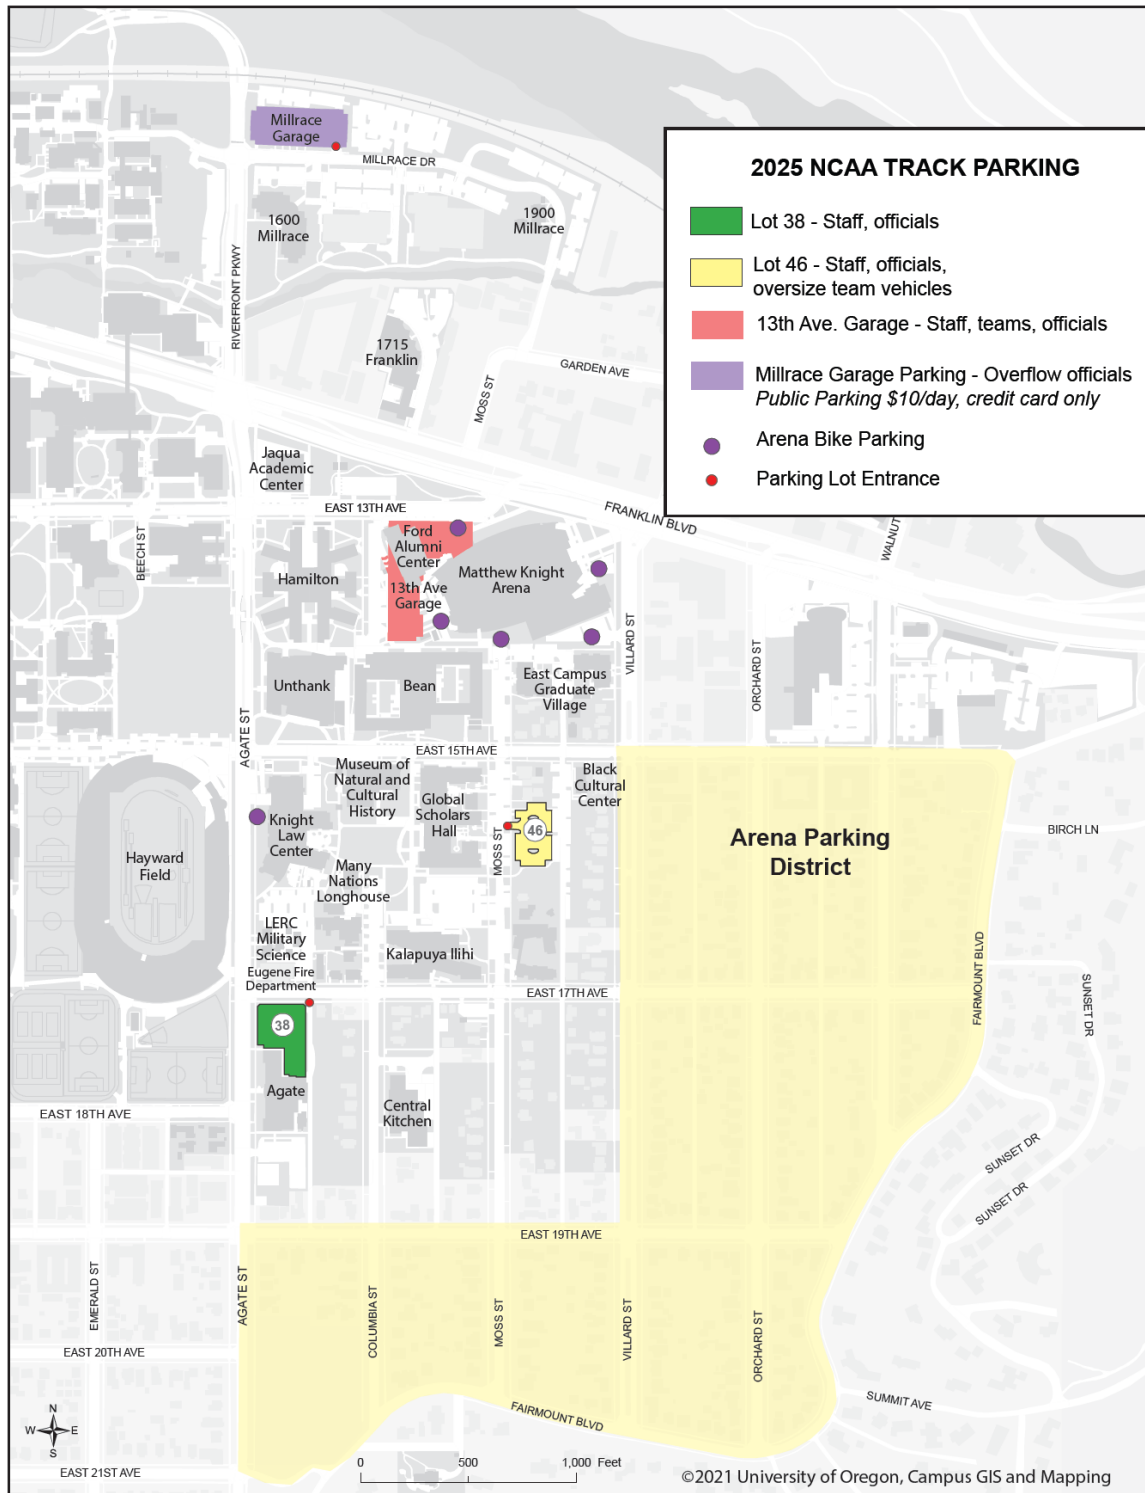 Millrace
Garage
MILLRACE DR
1600
Millrace
1900
Millrace
RIVERFRONT PKWY
1715
Franklin
MOSS ST
GARDEN AVE
2025 NCAA TRACK PARKING
Lot 38 - Staff, officials
Lot 46 - Staff, officials,
oversize team vehicles
13th Ave. Garage - Staff, teams, officials
Millrace Garage Parking - Overflow officials
Public Parking $10/day, credit card only
Arena Bike Parking
Parking Lot Entrance
Jaqua
Academic
Center
EAST 13TH AVE
FRANKLIN BLVD
WALNUT
BEECH ST
Ford
Alumni
Center
Hamilton
13th Ave
Garage
Matthew Knight
Arena
VILLARD ST
ORCHARD ST
Unthank
Bean
East Campus
Graduate
Village
AGATE ST
EAST 15TH AVE
Museum of
Natural and
Cultural
History
Global
Scholars
Hall
Black
Cultural
Center
Knight
Law
Center
46
MOSS ST
Arena Parking
District
BIRCH LN
Hayward
Field
Many
Nations
Longhouse
LERC
Military
Science
Eugene Fire
Department
Kalapuya Ilihi
EAST 17TH AVE
FAIRMOUNT BLVD
SUNSET DR
38
Agate
Central
Kitchen
EAST 18TH AVE
SUNSET DR
SUNSET DR
EAST 19TH AVE
EMERALD ST
AGATE ST
COLUMBIA ST
MOSS ST
VILLARD ST
ORCHARD ST
EAST 20TH AVE
SUMMIT AVE
FAIRMOUNT BLVD
N
W E
S
EAST 21ST AVE
0 500 1,000 Feet
©2021 University of Oregon, Campus GIS and Mapping